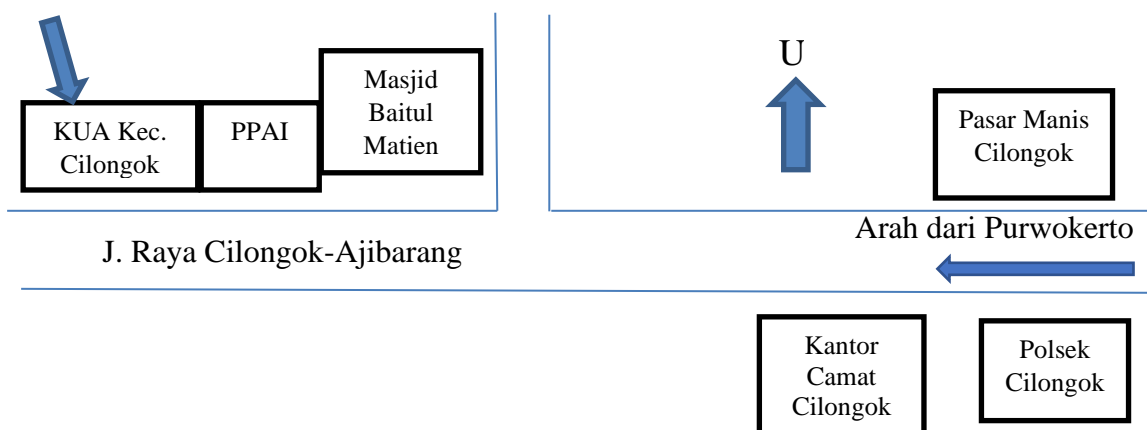 KUA Kec.
Cilongok
PPAI
Masjid
Baitul
Matien
U
Pasar Manis
Cilongok
J. Raya Cilongok-Ajibarang
Arah dari Purwokerto
Kantor
Camat
Cilongok
Polsek
Cilongok